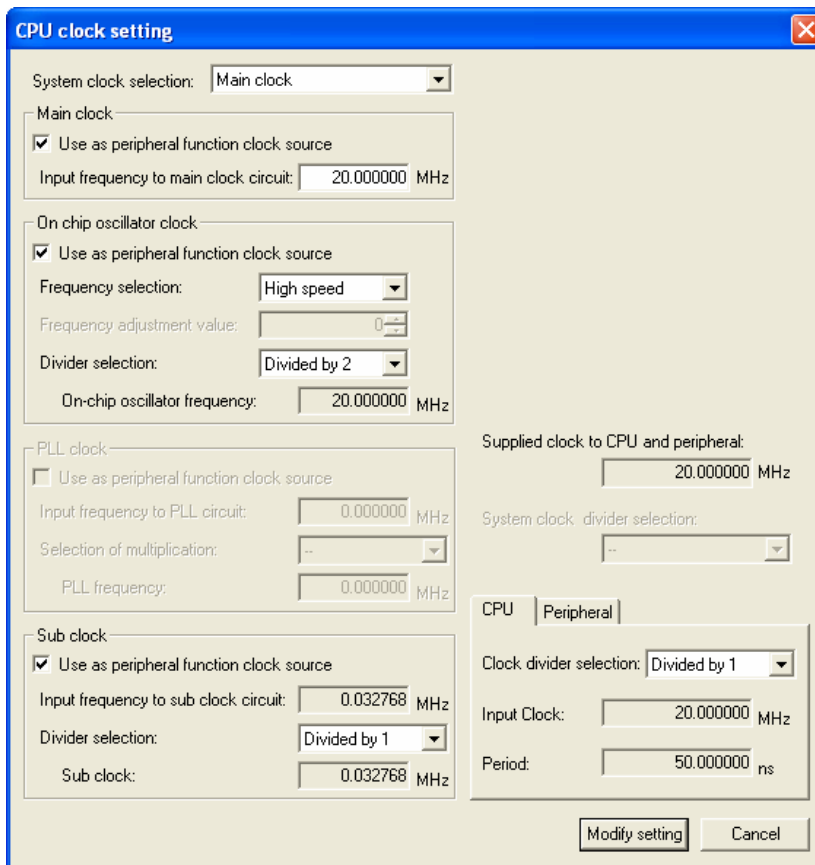 CPU clock setting
System clock selection: Main clock
Main clock
Use as peripheral function clock source
Input frequency to main clock circuit: 20.000000 MHz
On chip oscillator clock
Use as peripheral function clock source
Frequency selection: High speed
Frequency adjustment value: 0
Divider selection: Divided by 2
On-chip oscillator frequency: 20.000000 MHz
PLL clock
Use as peripheral function clock source
Input frequency to PLL circuit: 0.000000 MHz
Selection of multiplication: --
PLL frequency: 0.000000 MHz
Sub clock
Use as peripheral function clock source
Input frequency to sub clock circuit: 0.032768 MHz
Divider selection: Divided by 1
Sub clock: 0.032768 MHz
Supplied clock to CPU and peripheral:
20.000000 MHz
System clock divider selection:
--
CPU Peripheral
Clock divider selection: Divided by 1
Input Clock: 20.000000 MHz
Period: 50.000000 ns
Modify setting Cancel